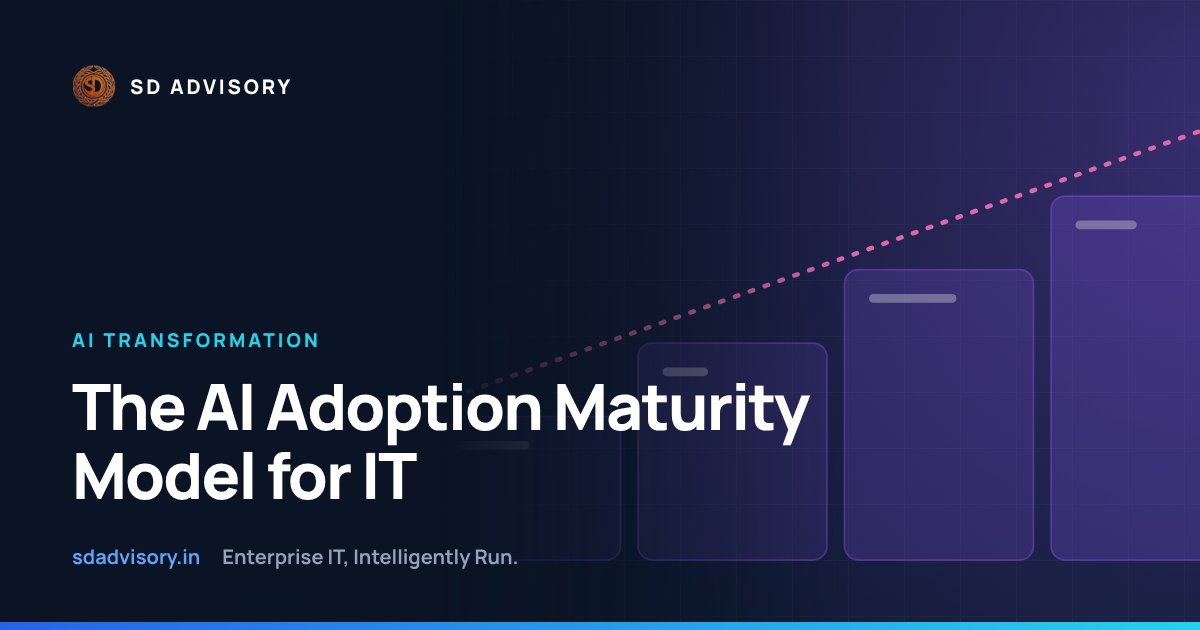 SD ADVISORY
AI TRANSFORMATION
The AI Adoption Maturity
Model for IT
sdadvisory.in Enterprise IT, Intelligently Run.